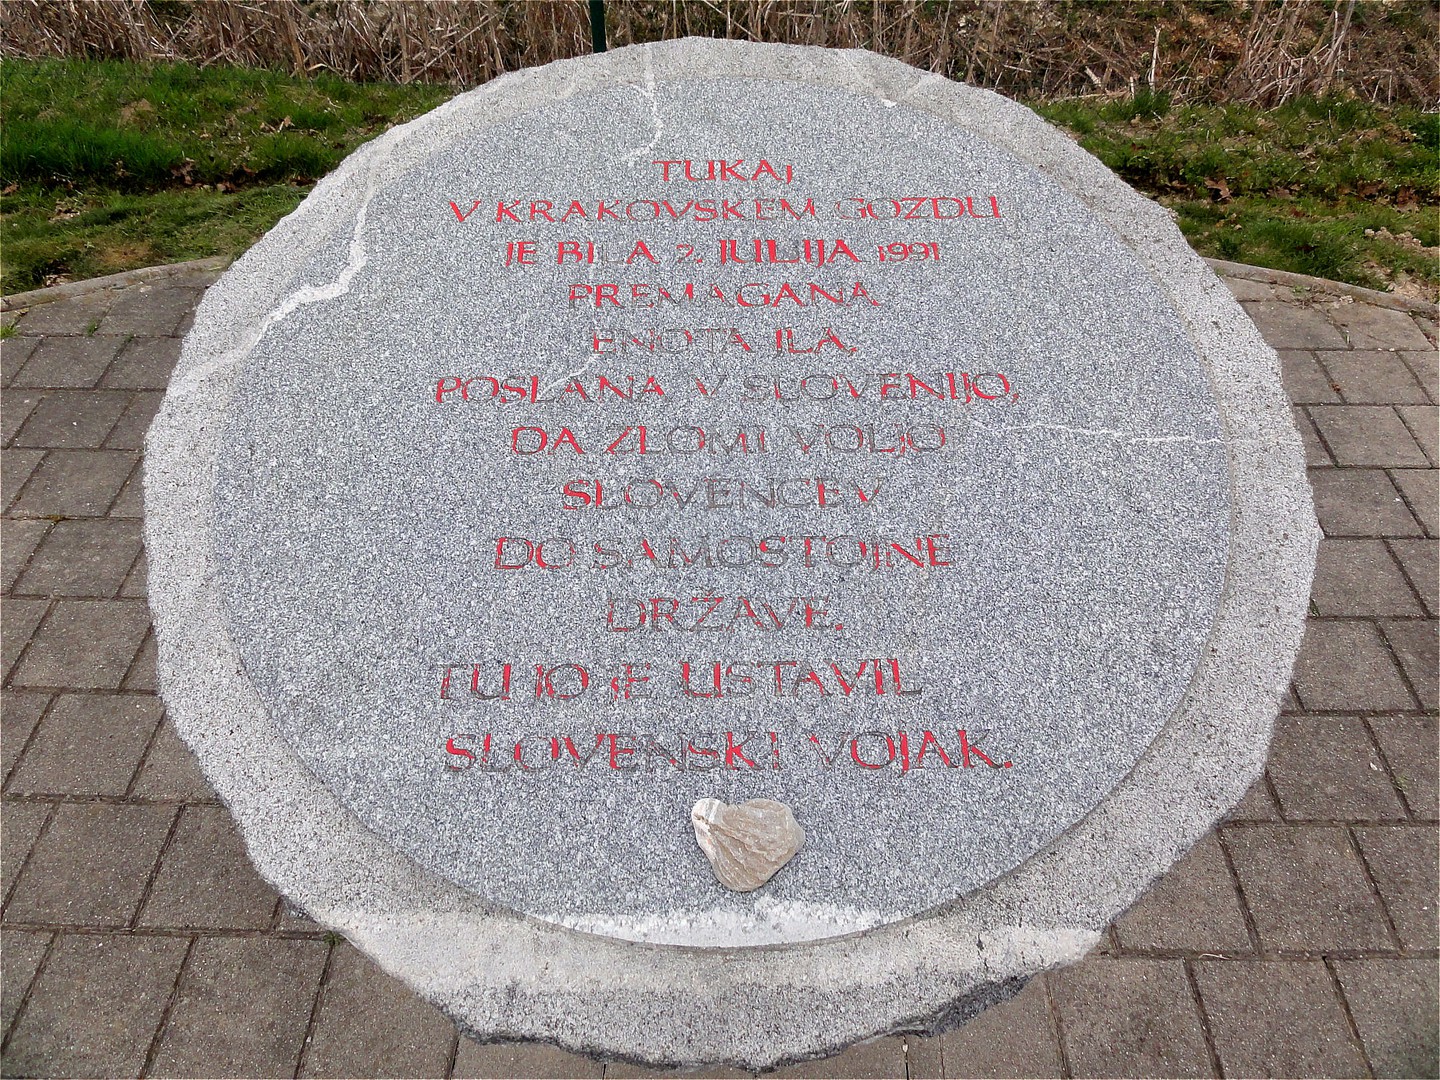 TUKAJ
V KRAKOVSKEM GOZDU
JE BILA 2. JULIJA 1991
PREMAGANA
ENOTA JLA,
POSLANA V SLOVENIJO,
DA ZLOMI VOLJO
SLOVENCEV
DO SAMOSTOJNE
DRŽAVE.
TU JO JE USTAVIL
SLOVENSKI VOJAK.